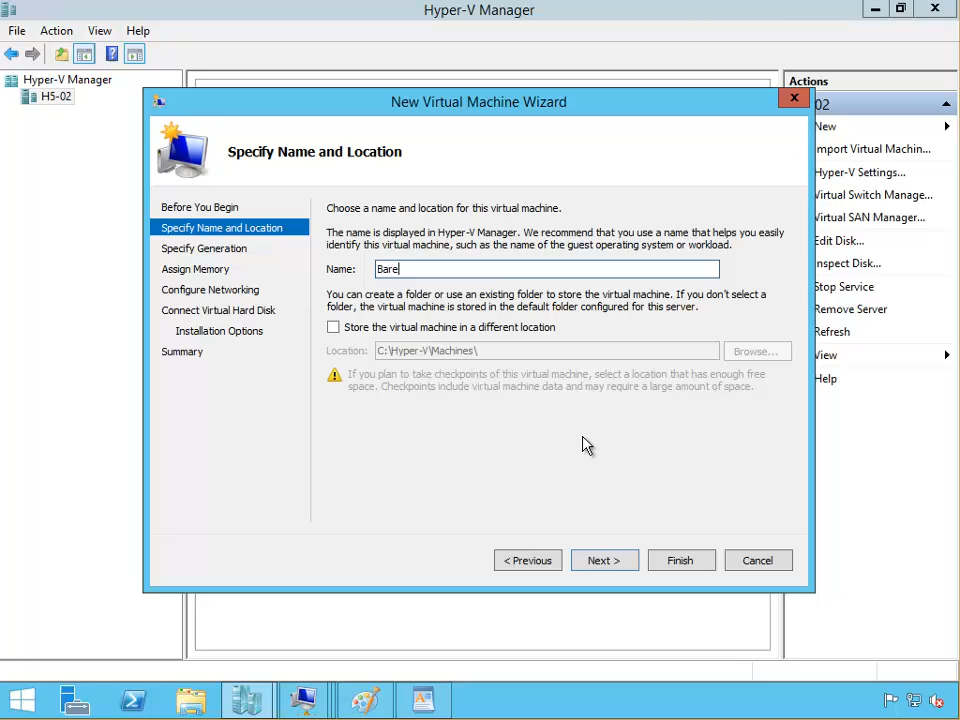 Hyper-V Manager
File Action View Help
Hyper-V Manager
H5-02
Actions
02
New
mport Virtual Machin...
Hyper-V Settings...
Virtual Switch Manage...
Virtual SAN Manager...
Edit Disk...
nspect Disk...
Stop Service
Remove Server
Refresh
View
Help
New Virtual Machine Wizard
Specify Name and Location
Before You Begin
Specify Name and Location
Specify Generation
Assign Memory
Configure Networking
Connect Virtual Hard Disk
Installation Options
Summary
Choose a name and location for this virtual machine.
The name is displayed in Hyper-V Manager. We recommend that you use a name that helps you easily
identify this virtual machine, such as the name of the guest operating system or workload.
Name: Bare
You can create a folder or use an existing folder to store the virtual machine. If you don't select a
folder, the virtual machine is stored in the default folder configured for this server.
Store the virtual machine in a different location
Location: C:\Hyper-V\Machines\ Browse...
If you plan to take checkpoints of this virtual machine, select a location that has enough free
space. Checkpoints include virtual machine data and may require a large amount of space.
< Previous Next > Finish Cancel